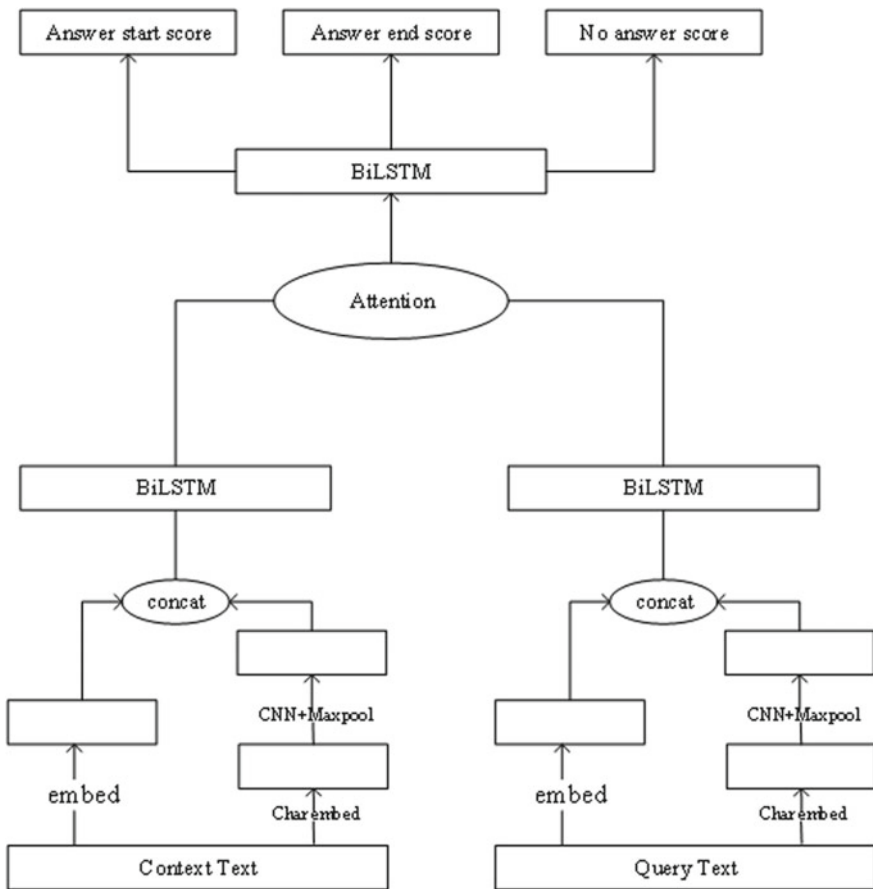 Answer start score
Answer end score
No answer score
BiLSTM
Attention
BiLSTM
BiLSTM
concat
concat
CNN+Maxpool
CNN+Maxpool
embed
Charembed
embed
Charembed
Context Text
Query Text